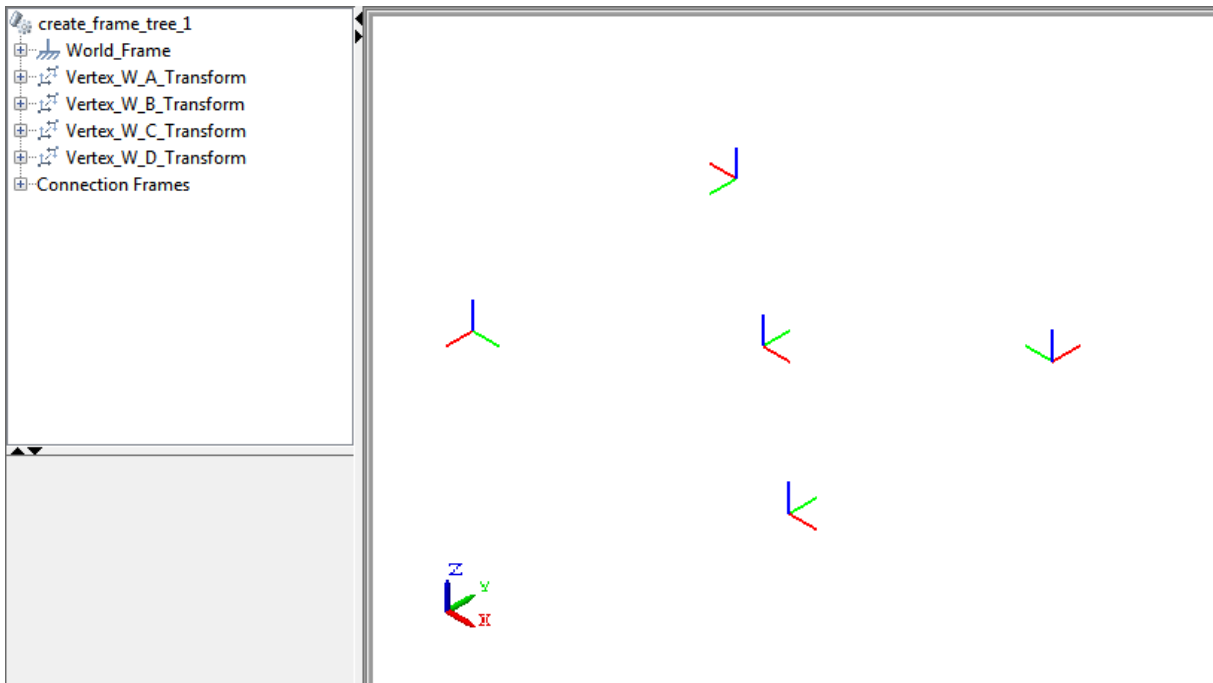 create_frame_tree_1
World_Frame
Vertex_W_A_Transform
Vertex_W_B_Transform
Vertex_W_C_Transform
Vertex_W_D_Transform
Connection Frames
Z
Y
X